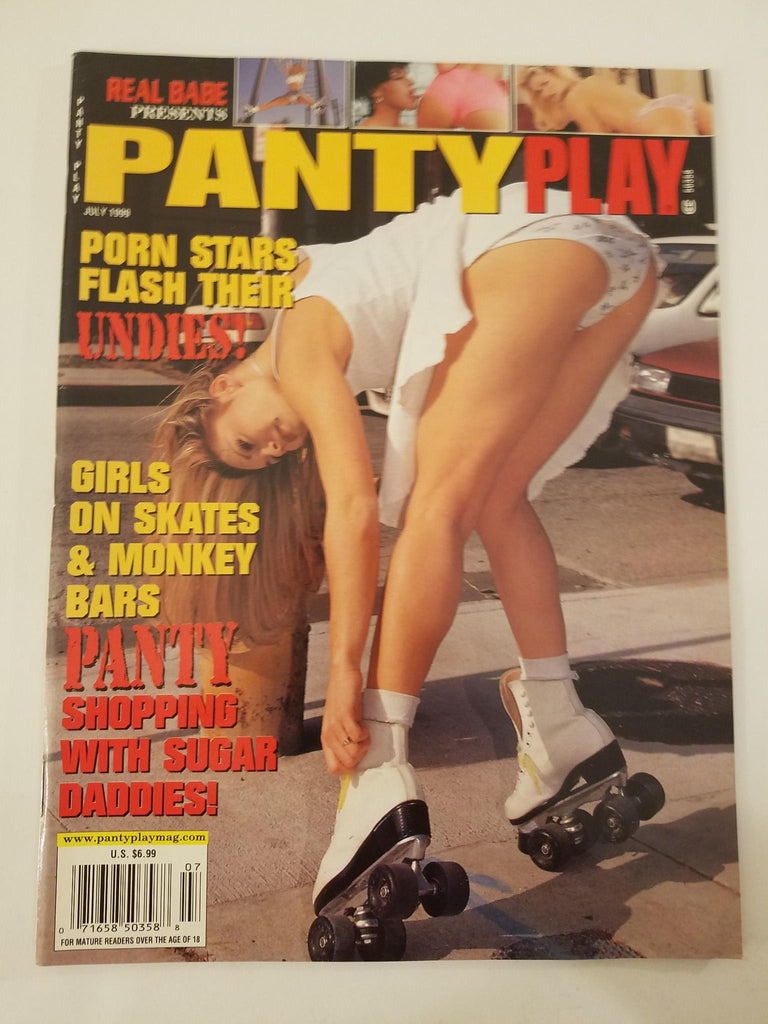 REAL BABE
PRESENTS
PANTY PLAY
PANTYPLAY
JULY 1999
PORN STARS
FLASH THEIR
UNDIES!
GIRLS
ON SKATES
& MONKEY
BARS
PANTY
SHOPPING
WITH SUGAR
DADDIES!
www.pantyplaymag.com
U.S. $6.99
07
0 71658 50358 8
FOR MATURE READERS OVER THE AGE OF 18